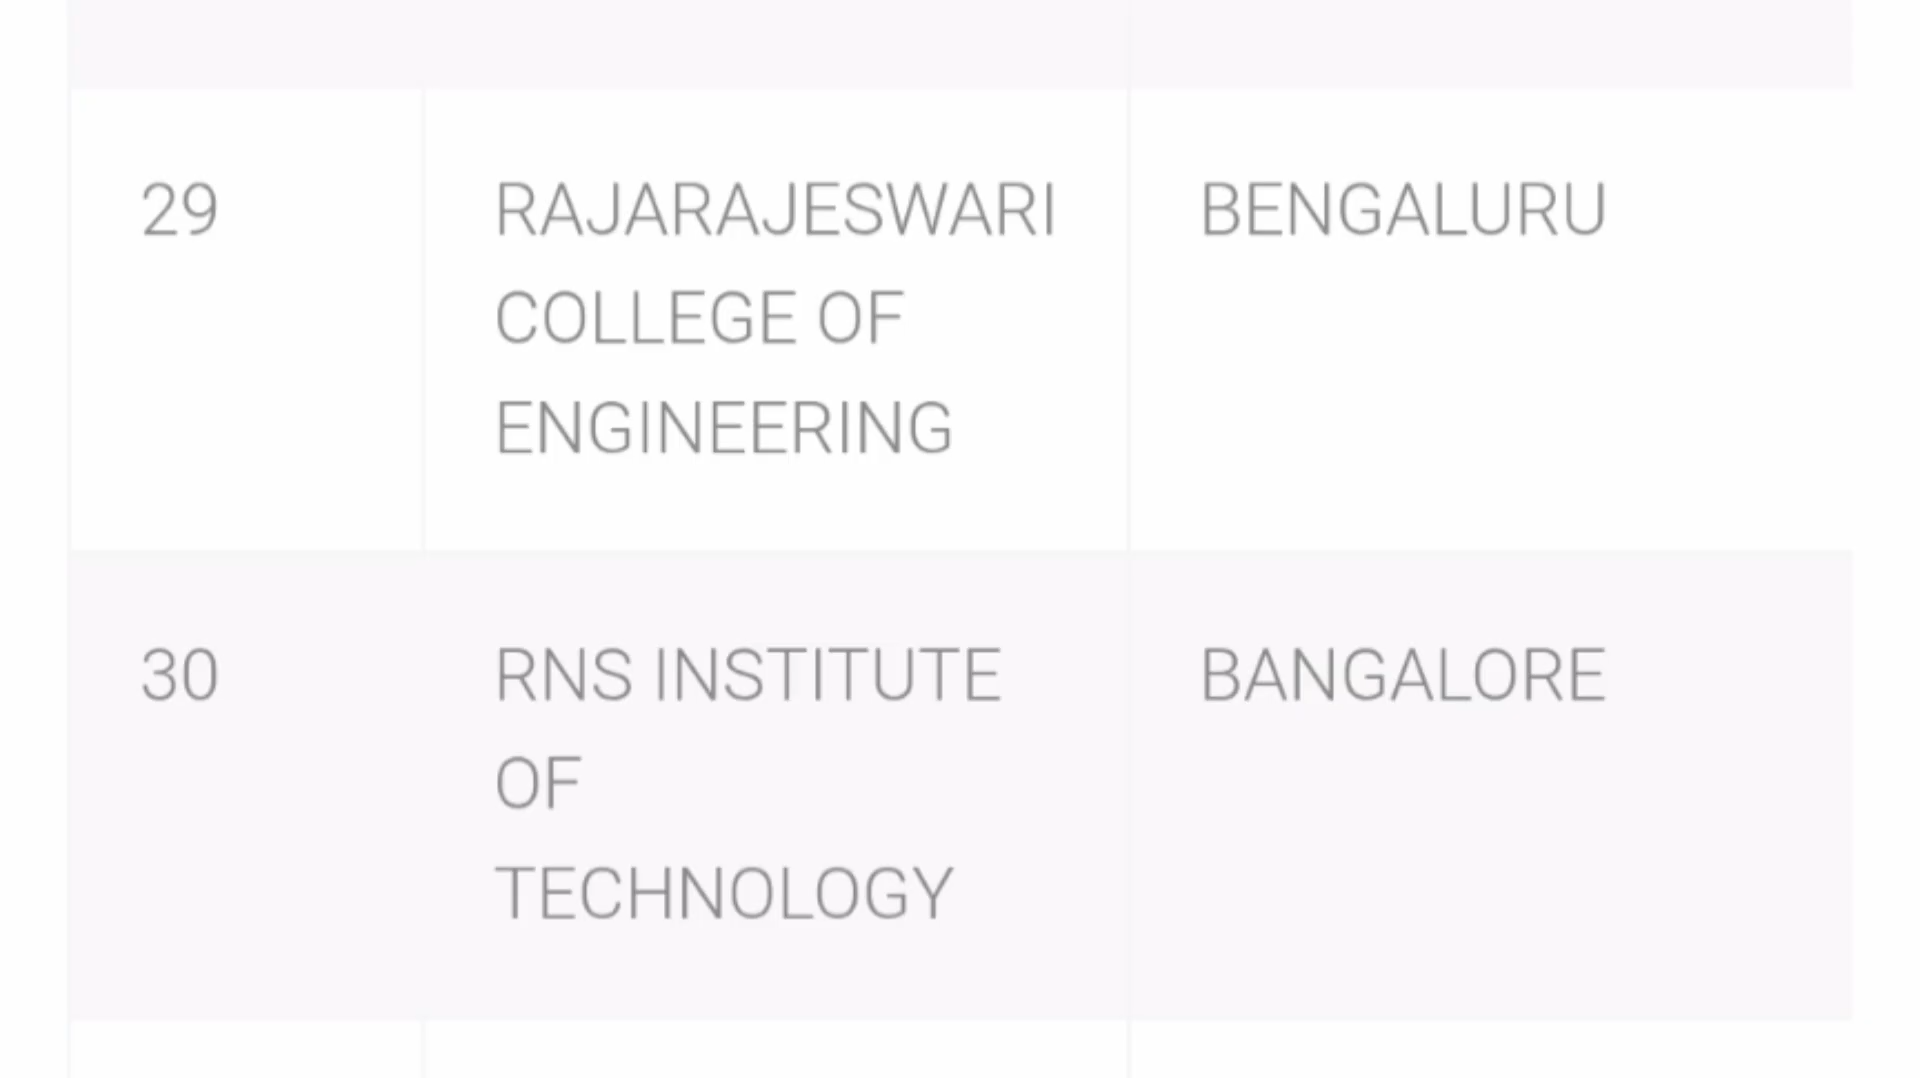 29 RAJARAJESWARI BENGALURU
COLLEGE OF
ENGINEERING
30 RNS INSTITUTE BANGALORE
OF
TECHNOLOGY